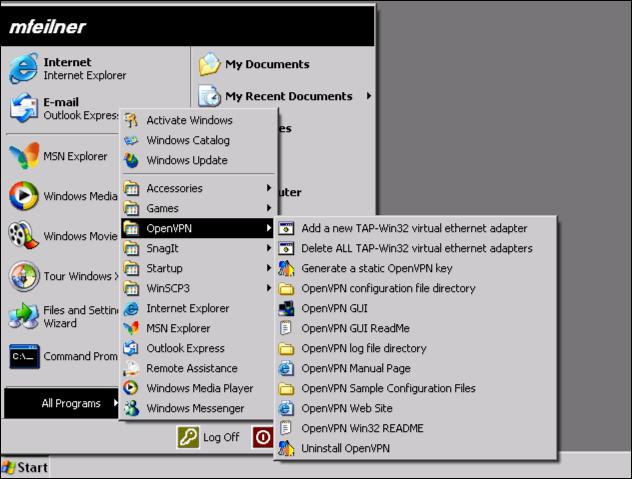 mfeilner
Internet
Internet Explorer
E-mail
Outlook Express
MSN Explorer
Windows Media
Windows Movie
Tour Windows
Files and Settin
Wizard
Command Prom
All Programs
My Documents
My Recent Documents
es
uter
Activate Windows
Windows Catalog
Windows Update
Accessories
Games
OpenVPN
SnagIt
Startup
WinSCP3
Internet Explorer
MSN Explorer
Outlook Express
Remote Assistance
Windows Media Player
Windows Messenger
Add a new TAP-Win32 virtual ethernet adapter
Delete ALL TAP-Win32 virtual ethernet adapters
Generate a static OpenVPN key
OpenVPN configuration file directory
OpenVPN GUI
OpenVPN GUI ReadMe
OpenVPN log file directory
OpenVPN Manual Page
OpenVPN Sample Configuration Files
OpenVPN Web Site
OpenVPN Win32 README
Uninstall OpenVPN
Log Off
Start